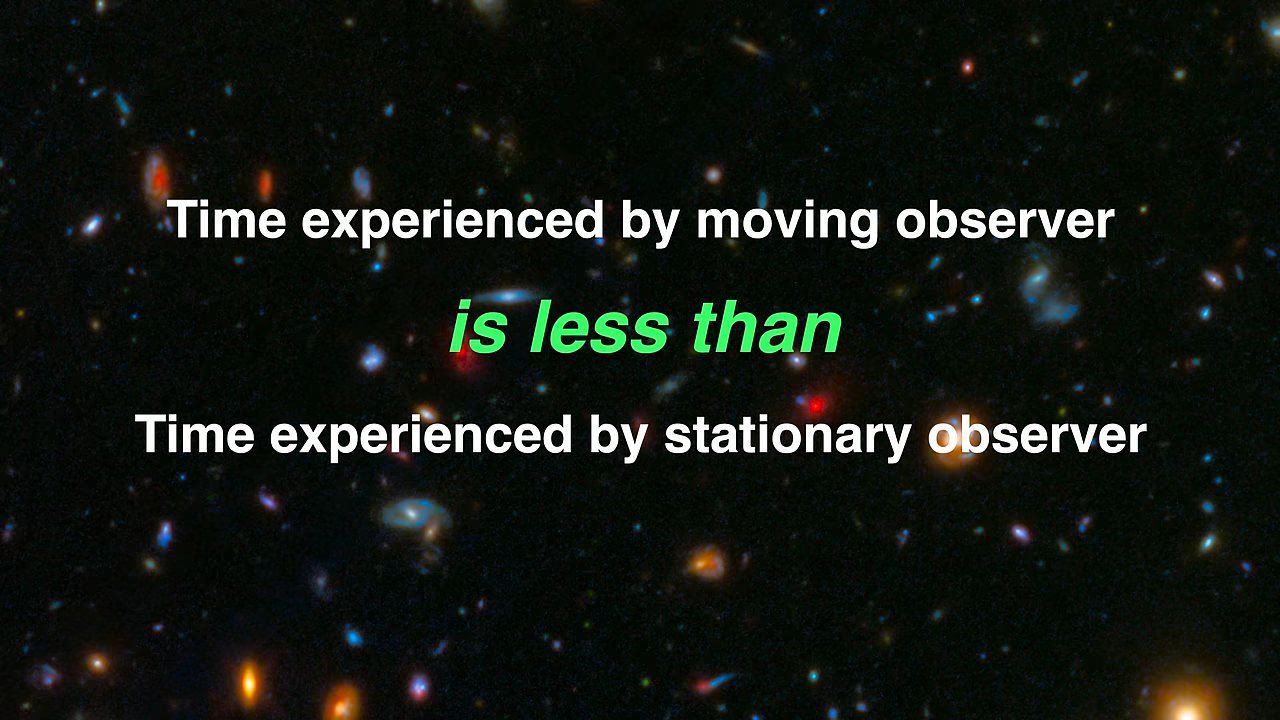 Time experienced by moving observer
is less than
Time experienced by stationary observer